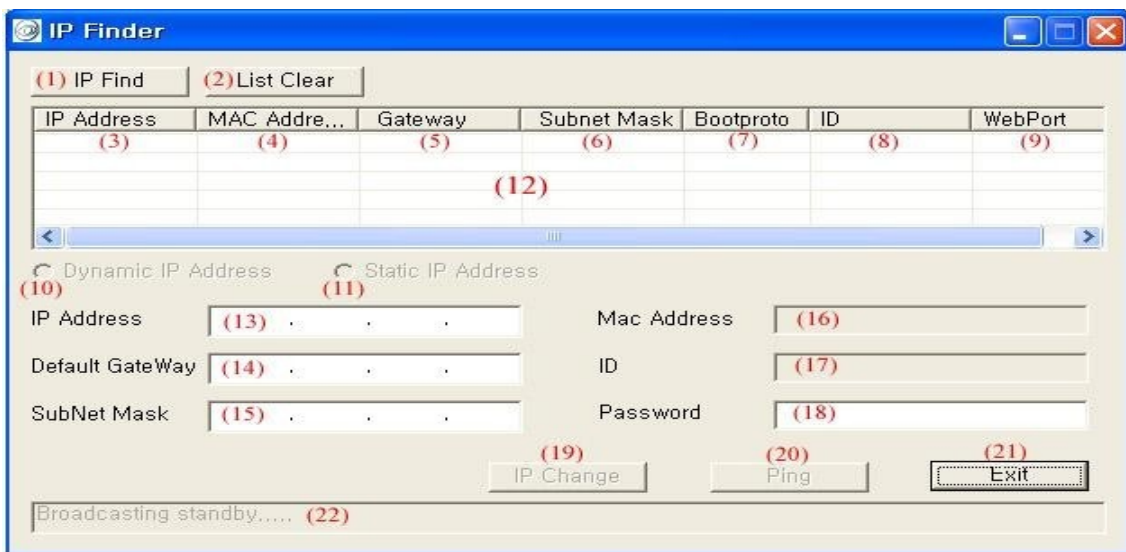 IP Finder
(1) IP Find (2) List Clear
IP Address MAC Addre... Gateway Subnet Mask Bootproto ID WebPort
(3) (4) (5) (6) (7) (8) (9)
(12)
Dynamic IP Address Static IP Address
(10) (11)
IP Address (13) . . . Mac Address (16)
Default GateWay (14) . . . ID (17)
SubNet Mask (15) . . . Password (18)
(19) (20) (21)
IP Change Ping Exit
Broadcasting standby..... (22)